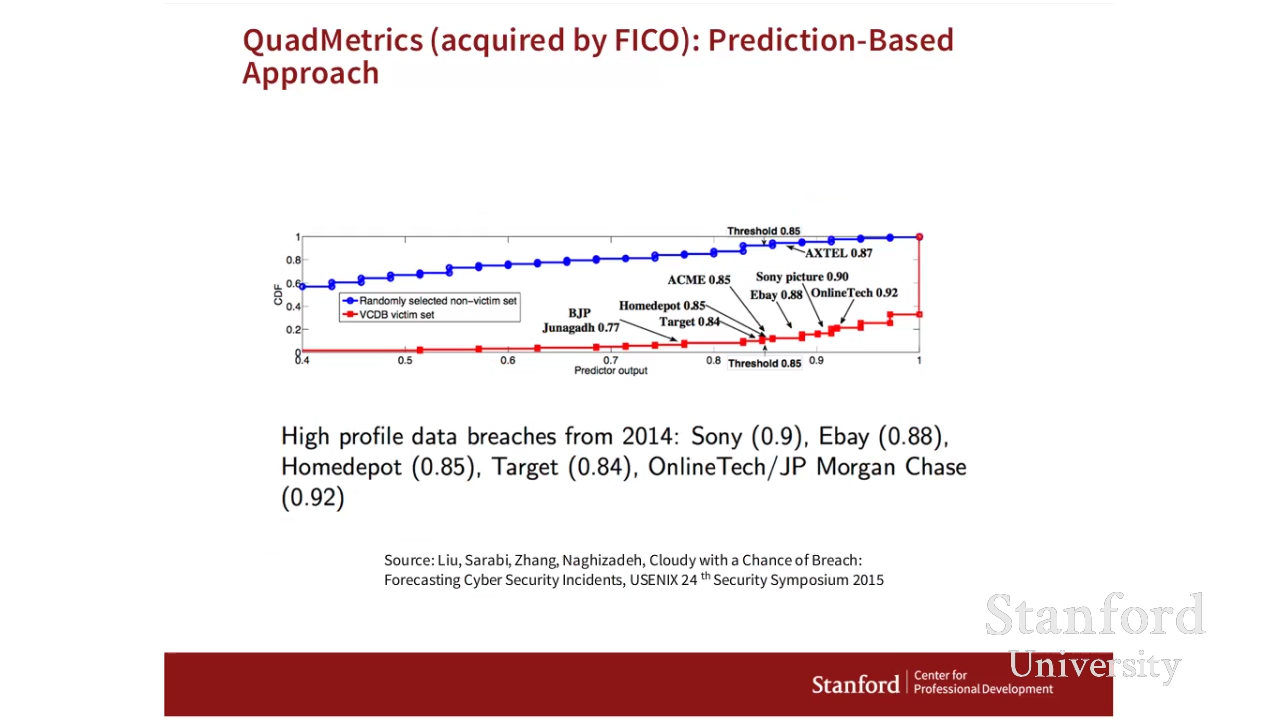 QuadMetrics (acquired by FICO): Prediction-Based
Approach
Threshold 0.85
1
0.8
0.6
0.4
0.2
0
CDF
AXTEL 0.87
ACME 0.85
Sony picture 0.90
Ebay 0.88
OnlineTech 0.92
Homedepot 0.85
Target 0.84
BJP
Junagadh 0.77
Randomly selected non-victim set
VCDB victim set
0.4
0.5
0.6
0.7
0.8
0.9
1
Threshold 0.85
Predictor output
High profile data breaches from 2014: Sony (0.9), Ebay (0.88),
Homedepot (0.85), Target (0.84), OnlineTech/JP Morgan Chase
(0.92)
Source: Liu, Sarabi, Zhang, Naghizadeh, Cloudy with a Chance of Breach:
Forecasting Cyber Security Incidents, USENIX 24 th Security Symposium 2015
Stanford
University
Stanford
Center for
Professional Development